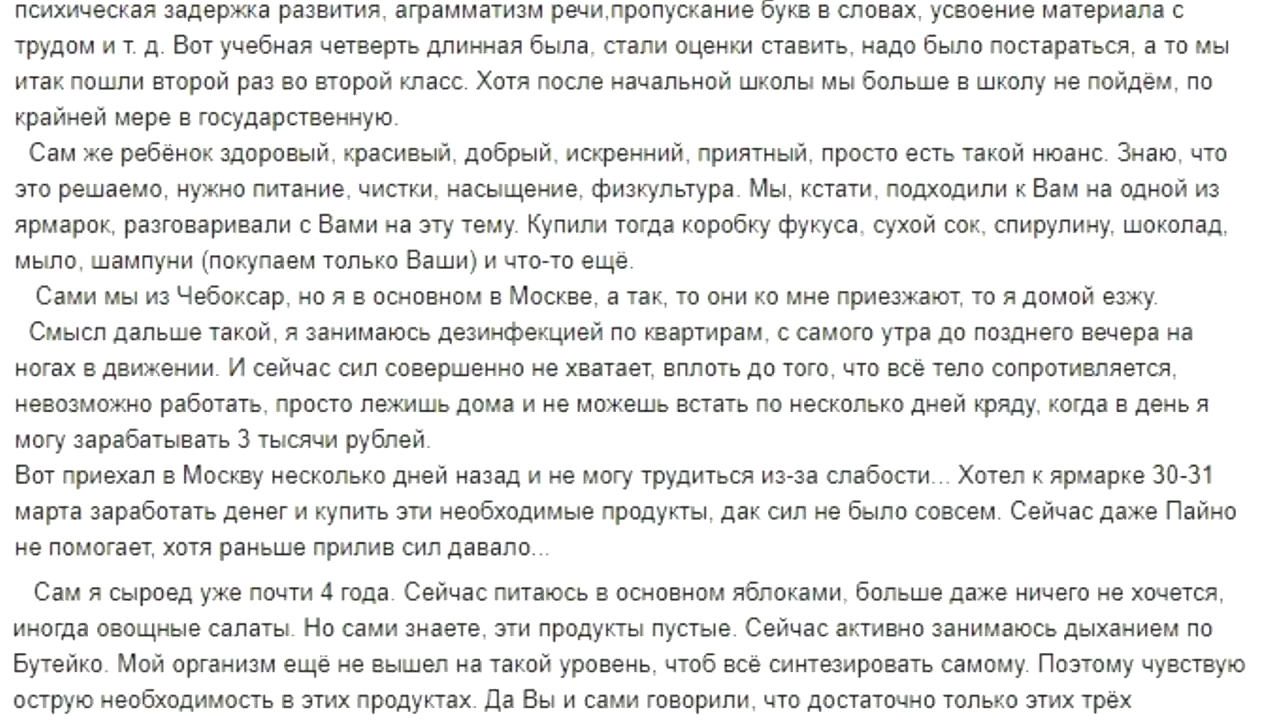 психическая задержка развития, аграмматизм речи,пропускание букв в словах, усвоение материала с
трудом и т. д. Вот учебная четверть длинная была, стали оценки ставить, надо было постараться, а то мы
итак пошли второй раз во второй класс. Хотя после начальной школы мы больше в школу не пойдём, по
крайней мере в государственную.
Сам же ребёнок здоровый, красивый, добрый, искренний, приятный, просто есть такой нюанс. Знаю, что
это решаемо, нужно питание, чистки, насыщение, физкультура. Мы, кстати, подходили к Вам на одной из
ярмарок, разговаривали с Вами на эту тему. Купили тогда коробку фукуса, сухой сок, спирулину, шоколад,
мыло, шампуни (покупаем только Ваши) и что-то ещё.
Сами мы из Чебоксар, но я в основном в Москве, а так, то они ко мне приезжают, то я домой езжу.
Смысл дальше такой, я занимаюсь дезинфекцией по квартирам, с самого утра до позднего вечера на
ногах в движении. И сейчас сил совершенно не хватает, вплоть до того, что всё тело сопротивляется,
невозможно работать, просто лежишь дома и не можешь встать по несколько дней кряду, когда в день я
могу зарабатывать 3 тысячи рублей.
Вот приехал в Москву несколько дней назад и не могу трудиться из-за слабости... Хотел к ярмарке 30-31
марта заработать денег и купить эти необходимые продукты, дак сил не было совсем. Сейчас даже Пайно
не помогает, хотя раньше прилив сил давало...
Сам я сыроед уже почти 4 года. Сейчас питаюсь в основном яблоками, больше даже ничего не хочется,
иногда овощные салаты. Но сами знаете, эти продукты пустые. Сейчас активно занимаюсь дыханием по
Бутейко. Мой организм ещё не вышел на такой уровень, чтоб всё синтезировать самому. Поэтому чувствую
острую необходимость в этих продуктах. Да Вы и сами говорили, что достаточно только этих трёх